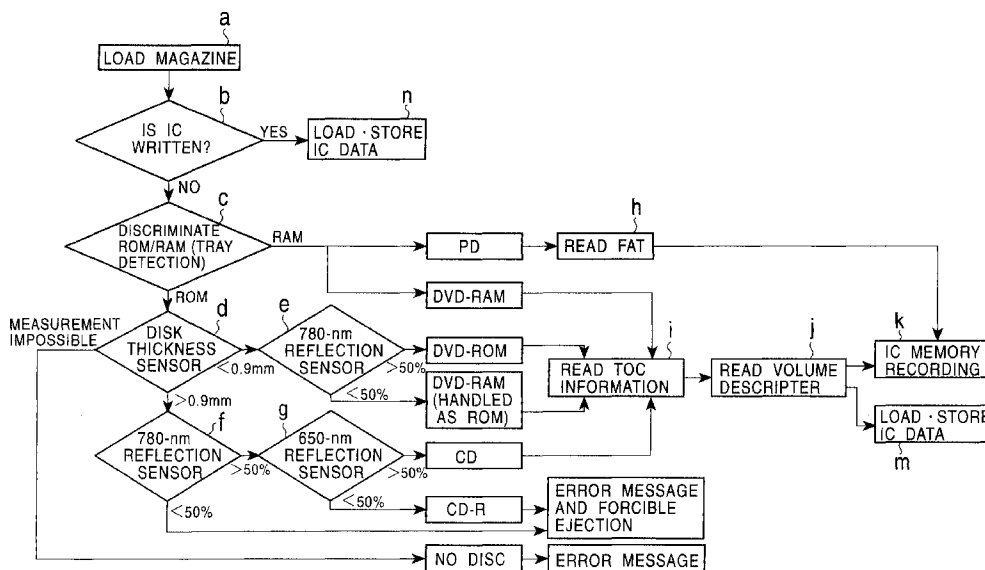 a
LOAD MAGAZINE
b
IS IC
WRITTEN?
YES
n
LOAD · STORE
IC DATA
NO
c
DISCRIMINATE
ROM/RAM (TRAY
DETECTION)
RAM
PD
h
READ FAT
DVD-RAM
ROM
MEASUREMENT
IMPOSSIBLE
d
DISK
THICKNESS
SENSOR
<0.9mm
e
780-nm
REFLECTION
SENSOR
>50%
DVD-ROM
<50%
DVD-RAM
(HANDLED
AS ROM)
i
READ TOC
INFORMATION
j
READ VOLUME
DESCRIPTER
k
IC MEMORY
RECORDING
LOAD · STORE
IC DATA
m
>0.9mm
f
780-nm
REFLECTION
SENSOR
>50%
g
650-nm
REFLECTION
SENSOR
>50%
CD
<50%
<50%
CD-R
ERROR MESSAGE
AND FORCIBLE
EJECTION
NO DISC
ERROR MESSAGE